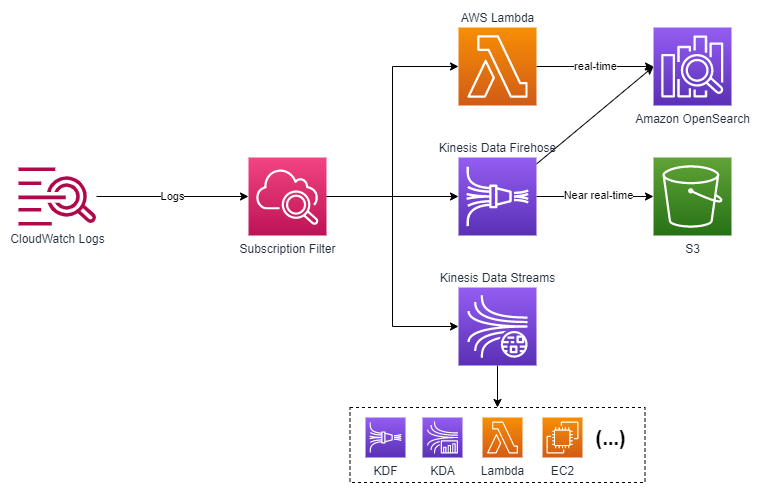 AWS Lambda
real-time
Amazon OpenSearch
Kinesis Data Firehose
Logs
Near real-time
CloudWatch Logs
Subscription Filter
S3
Kinesis Data Streams
(...)
KDF
KDA
Lambda
EC2